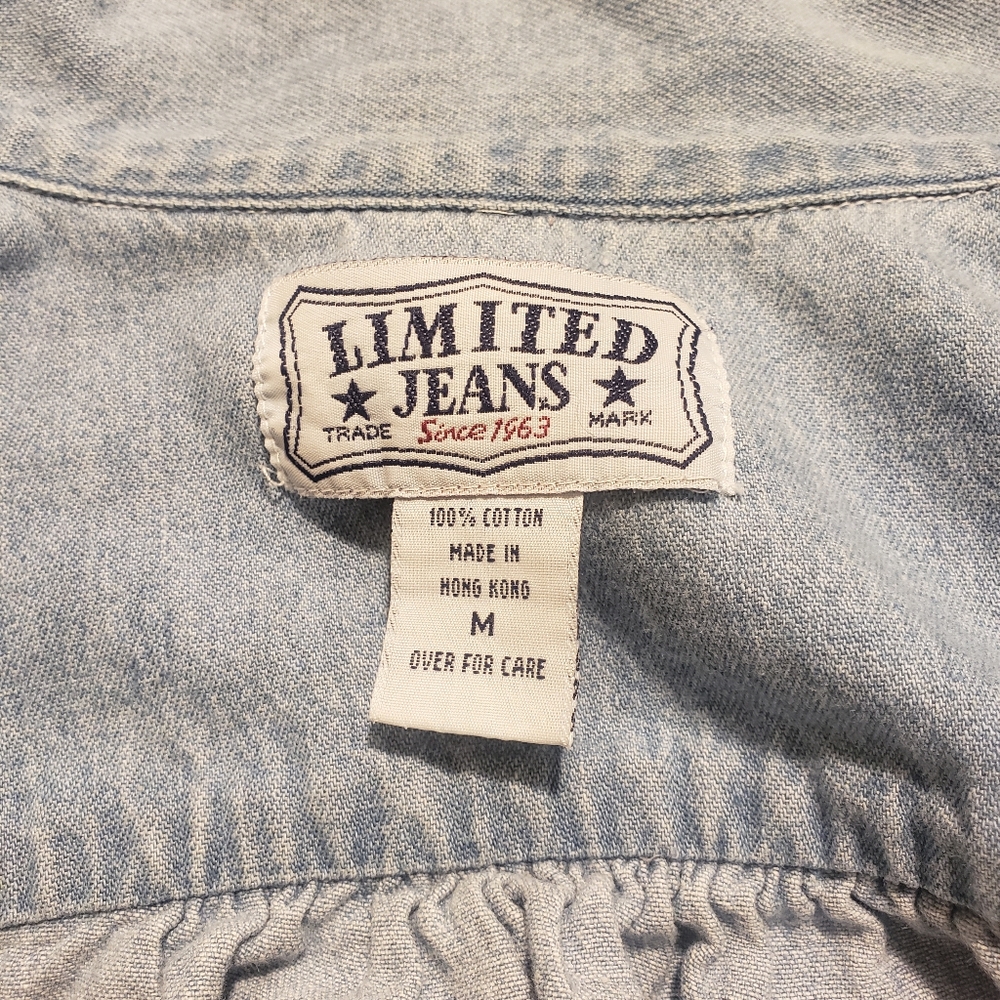 LIMITED
JEANS
TRADE Since 1963 MARK
100% COTTON
MADE IN
HONG KONG
M
OVER FOR CARE